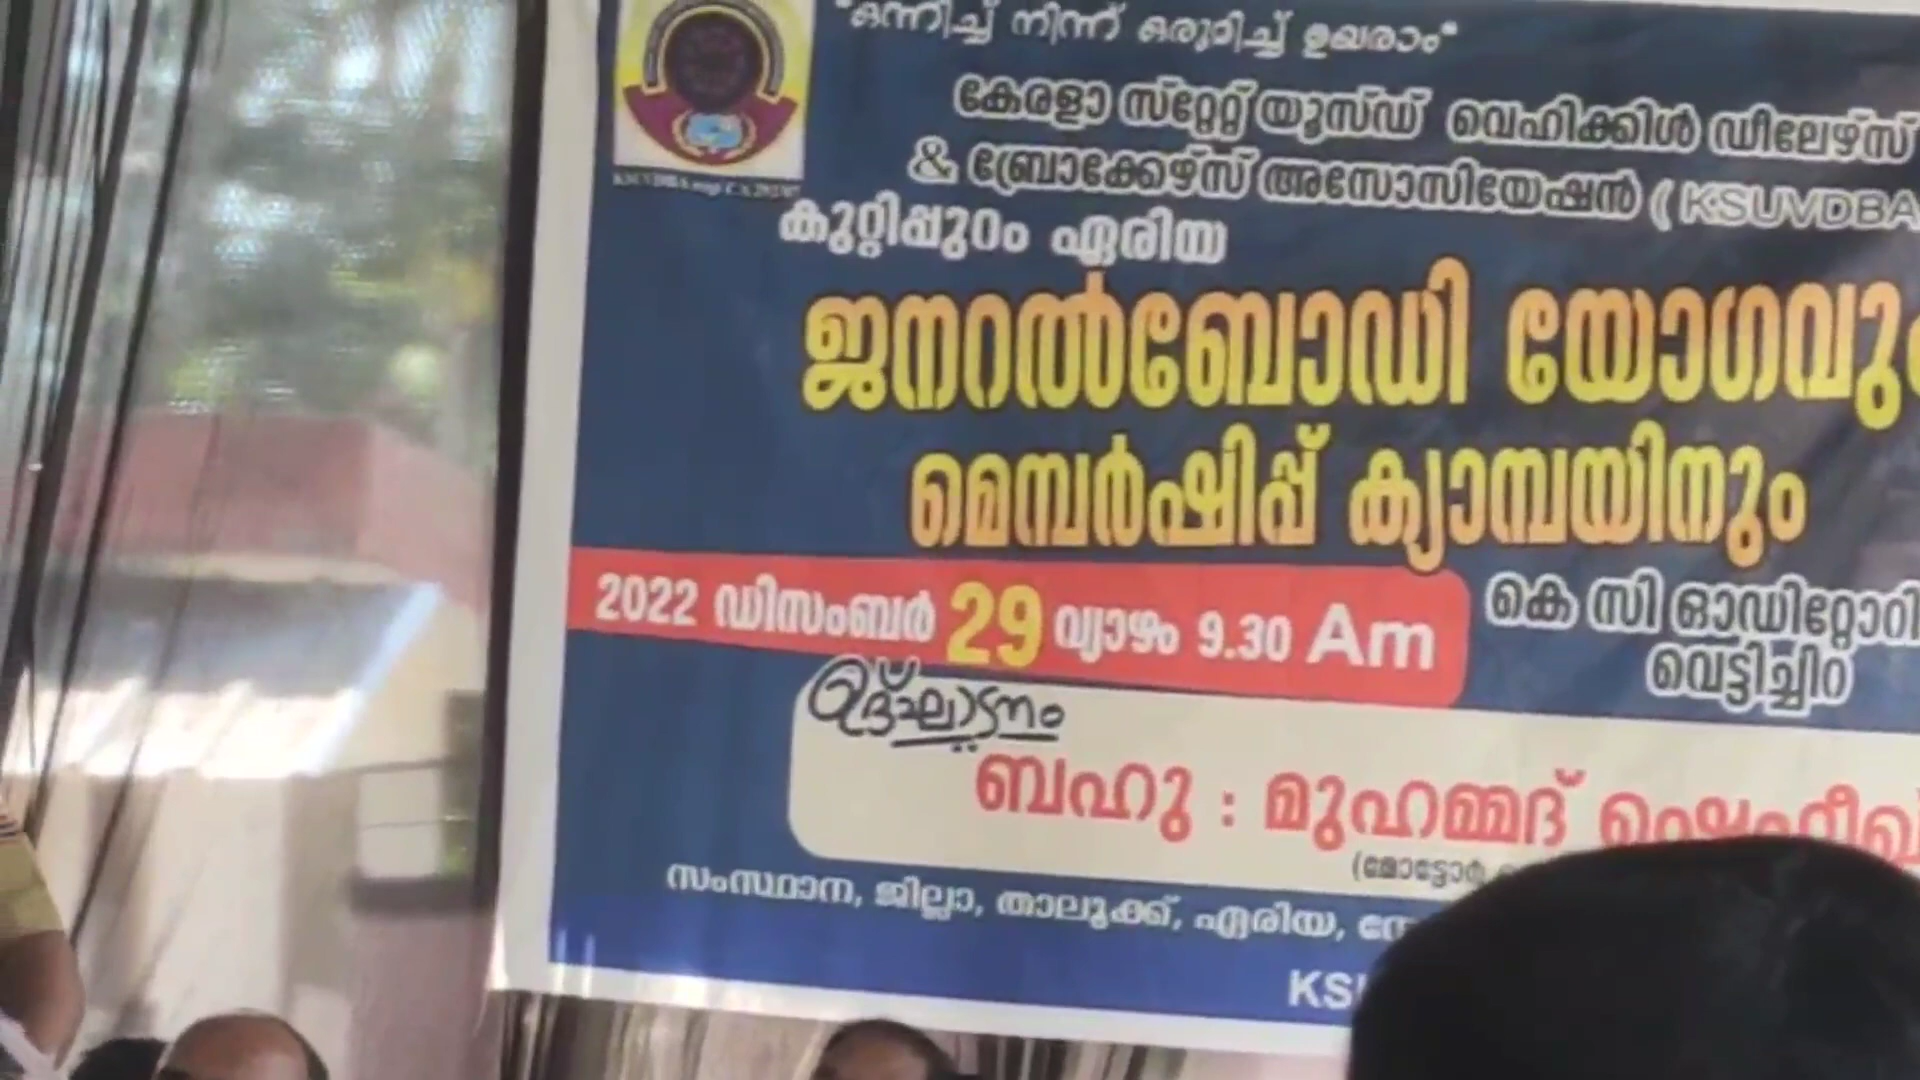 "ഒന്നിച്ച് നിന്ന് ഒരുമിച്ച് ഉയരാം"
കേരളാ സ്റ്റേറ്റ് യൂസ്ഡ് വെഹിക്കിൾ ഡീലേഴ്സ്
& ബ്രോക്കേഴ്സ് അസോസിയേഷൻ (KSUVDBA
കുറ്റിപ്പുറം ഏരിയ
ജനറൽബോഡി യോഗവും
മെമ്പർഷിപ്പ് ക്യാമ്പയിനും
2022 ഡിസംബർ 29 വ്യാഴം 9.30 Am
കെ സി ഓഡിറ്റോറി
വെട്ടിച്ചിറ
ഉദ്ഘാടനം
ബഹു : മുഹമ്മദ്
(മോട്ടോർ
സംസ്ഥാന, ജില്ലാ, താലൂക്ക്, ഏരിയ,